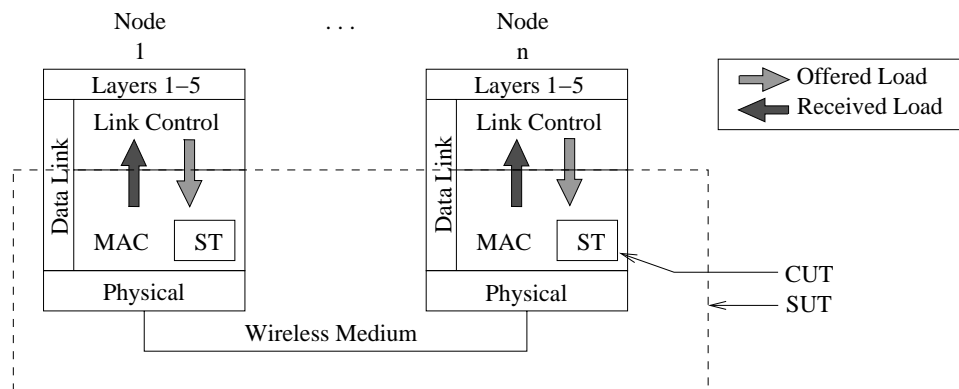 Node
1
. . .
Node
n
Layers 1–5
Data Link
Link Control
MAC
ST
Physical
Layers 1–5
Data Link
Link Control
MAC
ST
Physical
Wireless Medium
Offered Load
Received Load
CUT
SUT